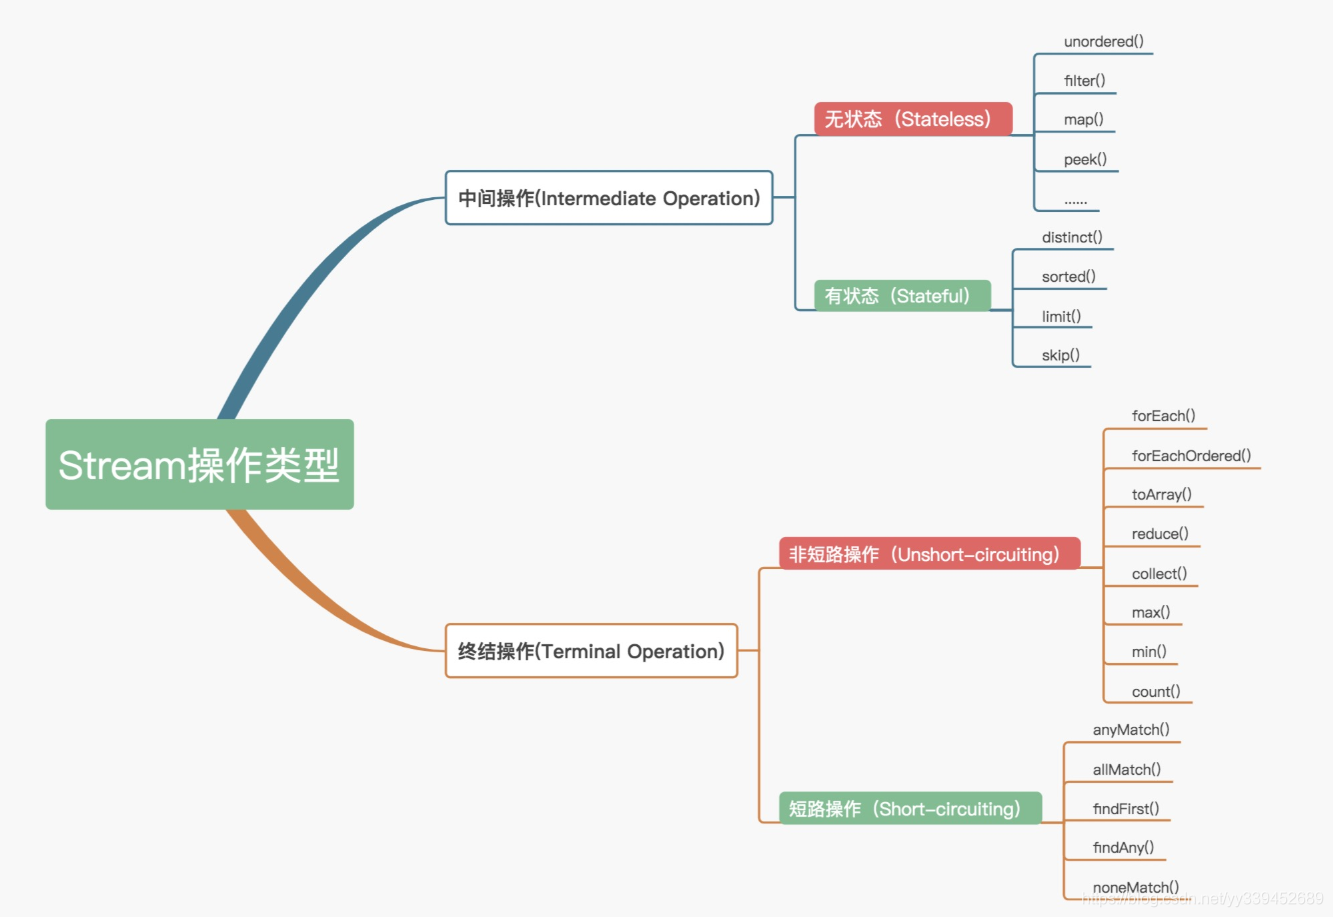 Stream操作类型
中间操作(Intermediate Operation)
无状态（Stateless）
unordered()
filter()
map()
peek()
......
有状态（Stateful）
distinct()
sorted()
limit()
skip()
终结操作(Terminal Operation)
非短路操作（Unshort-circuiting）
forEach()
forEachOrdered()
toArray()
reduce()
collect()
max()
min()
count()
短路操作（Short-circuiting）
anyMatch()
allMatch()
findFirst()
findAny()
noneMatch()
https://blog.csdn.net/yy339452689